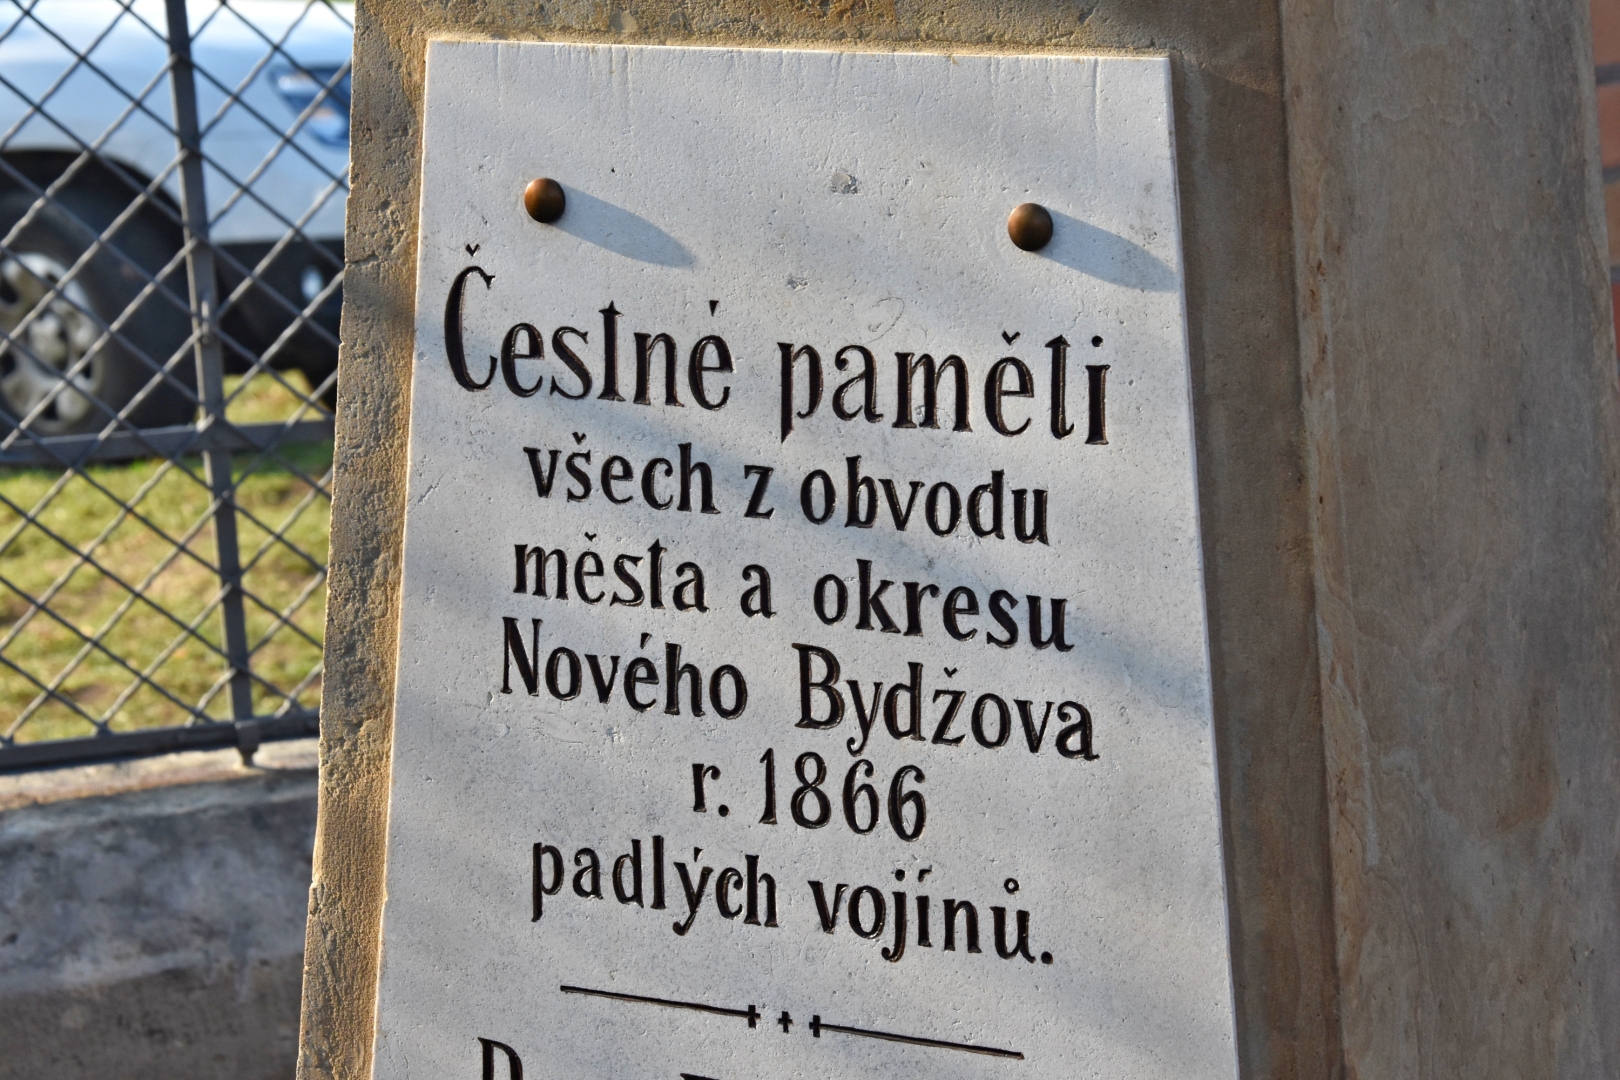 Čestné paměti
všech z obvodu
města a okresu
Nového Bydžova
r. 1866
padlých vojínů.